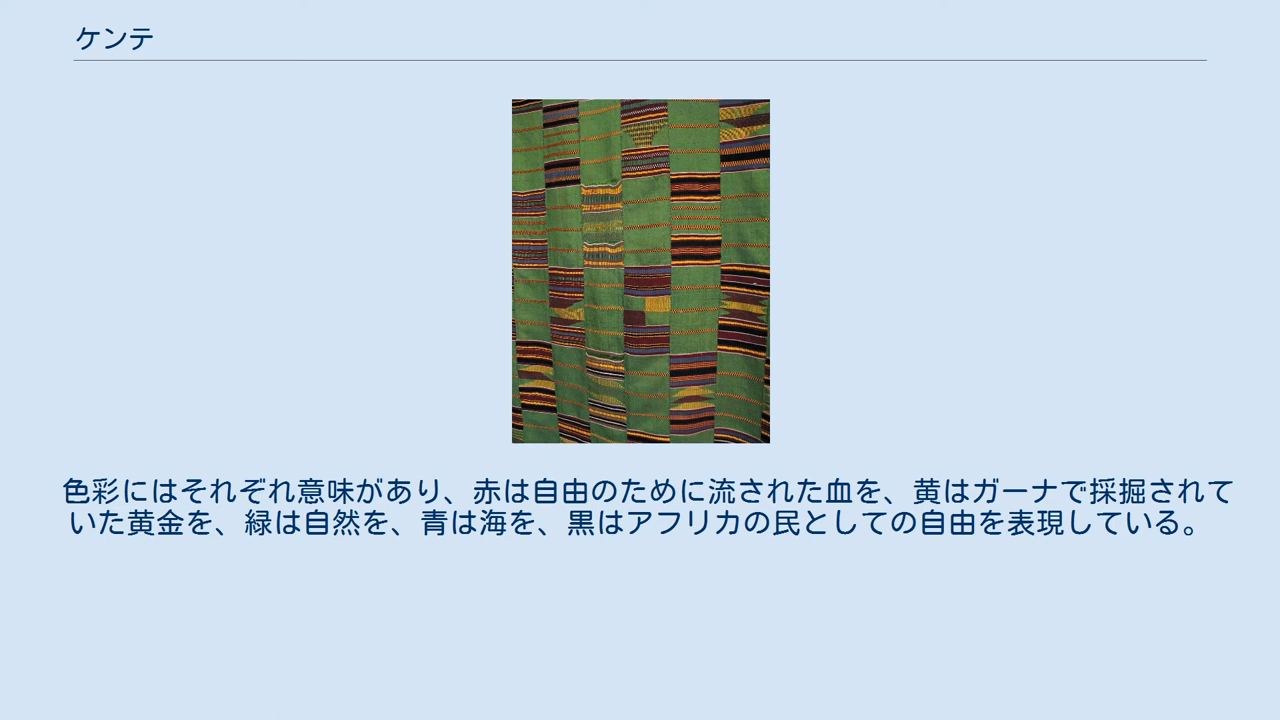 ケンテ
色彩にはそれぞれ意味があり、赤は自由のために流された血を、黄はガーナで採掘されて
いた黄金を、緑は自然を、青は海を、黒はアフリカの民としての自由を表現している。